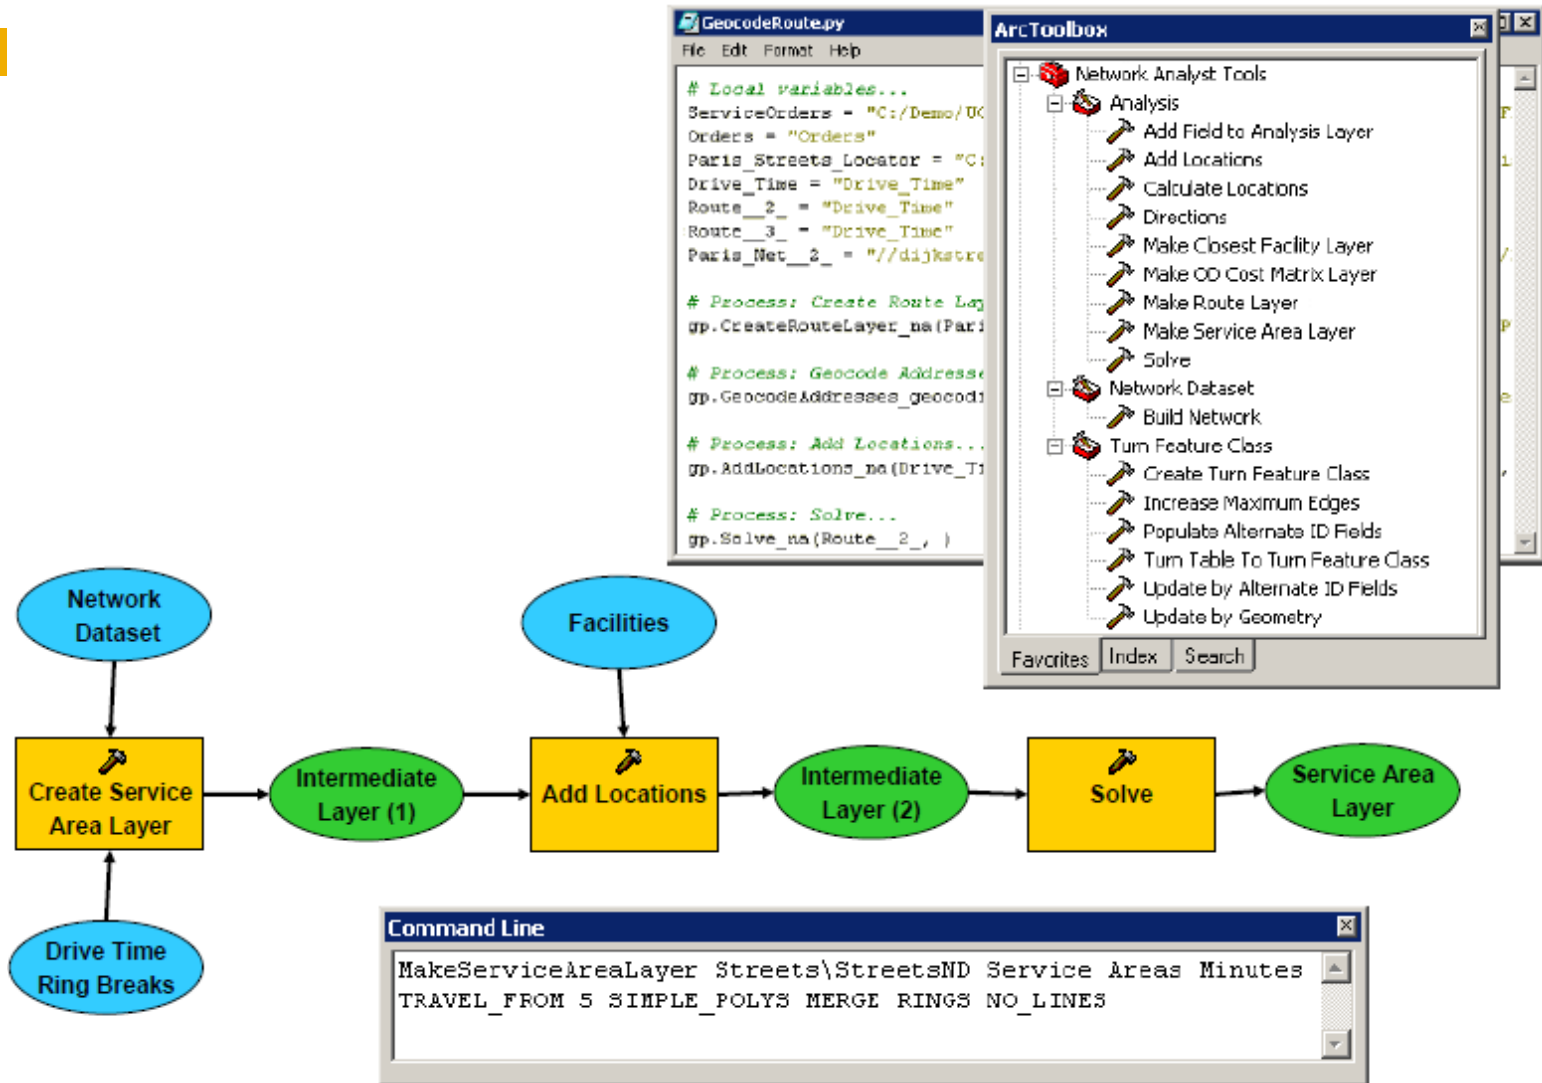 GeocodeRoute.py
File Edit Format Help
# Local variables...
ServiceOrders = "C:/Demo/UC
Orders = "Orders"
Paris_Streets_Locator = "C:
Drive_Time = "Drive_Time"
Route__2_ = "Drive_Time"
Route__3_ = "Drive_Time"
Paris_Net__2_ = "//dijkstre
# Process: Create Route Lay
gp.CreateRouteLayer_na(Pari
# Process: Geocode Addresse
gp.GeocodeAddresses_geocodi
# Process: Add Locations...
gp.AddLocations_na(Drive_Ti
# Process: Solve...
gp.Solve_na(Route__2_, )
ArcToolbox
Network Analyst Tools
Analysis
Add Field to Analysis Layer
Add Locations
Calculate Locations
Directions
Make Closest Facility Layer
Make OD Cost Matrix Layer
Make Route Layer
Make Service Area Layer
Solve
Network Dataset
Build Network
Turn Feature Class
Create Turn Feature Class
Increase Maximum Edges
Populate Alternate ID Fields
Turn Table To Turn Feature Class
Update by Alternate ID Fields
Update by Geometry
Favorites Index Search
Network
Dataset
Facilities
Create Service
Area Layer
Intermediate
Layer (1)
Add Locations
Intermediate
Layer (2)
Solve
Service Area
Layer
Drive Time
Ring Breaks
Command Line
MakeServiceAreaLayer Streets\StreetsND Service Areas Minutes
TRAVEL_FROM 5 SIMPLE_POLYS MERGE RINGS NO_LINES